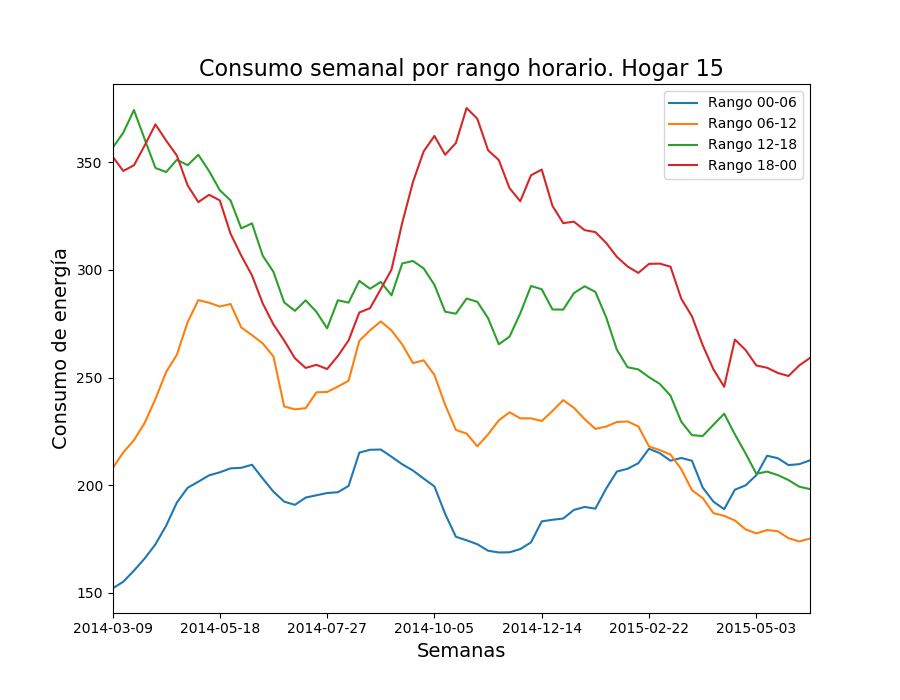 Consumo semanal por rango horario. Hogar 15
Rango 00-06
Rango 06-12
Rango 12-18
Rango 18-00
Consumo de energía
350
300
250
200
150
2014-03-09 2014-05-18 2014-07-27 2014-10-05 2014-12-14 2015-02-22 2015-05-03
Semanas